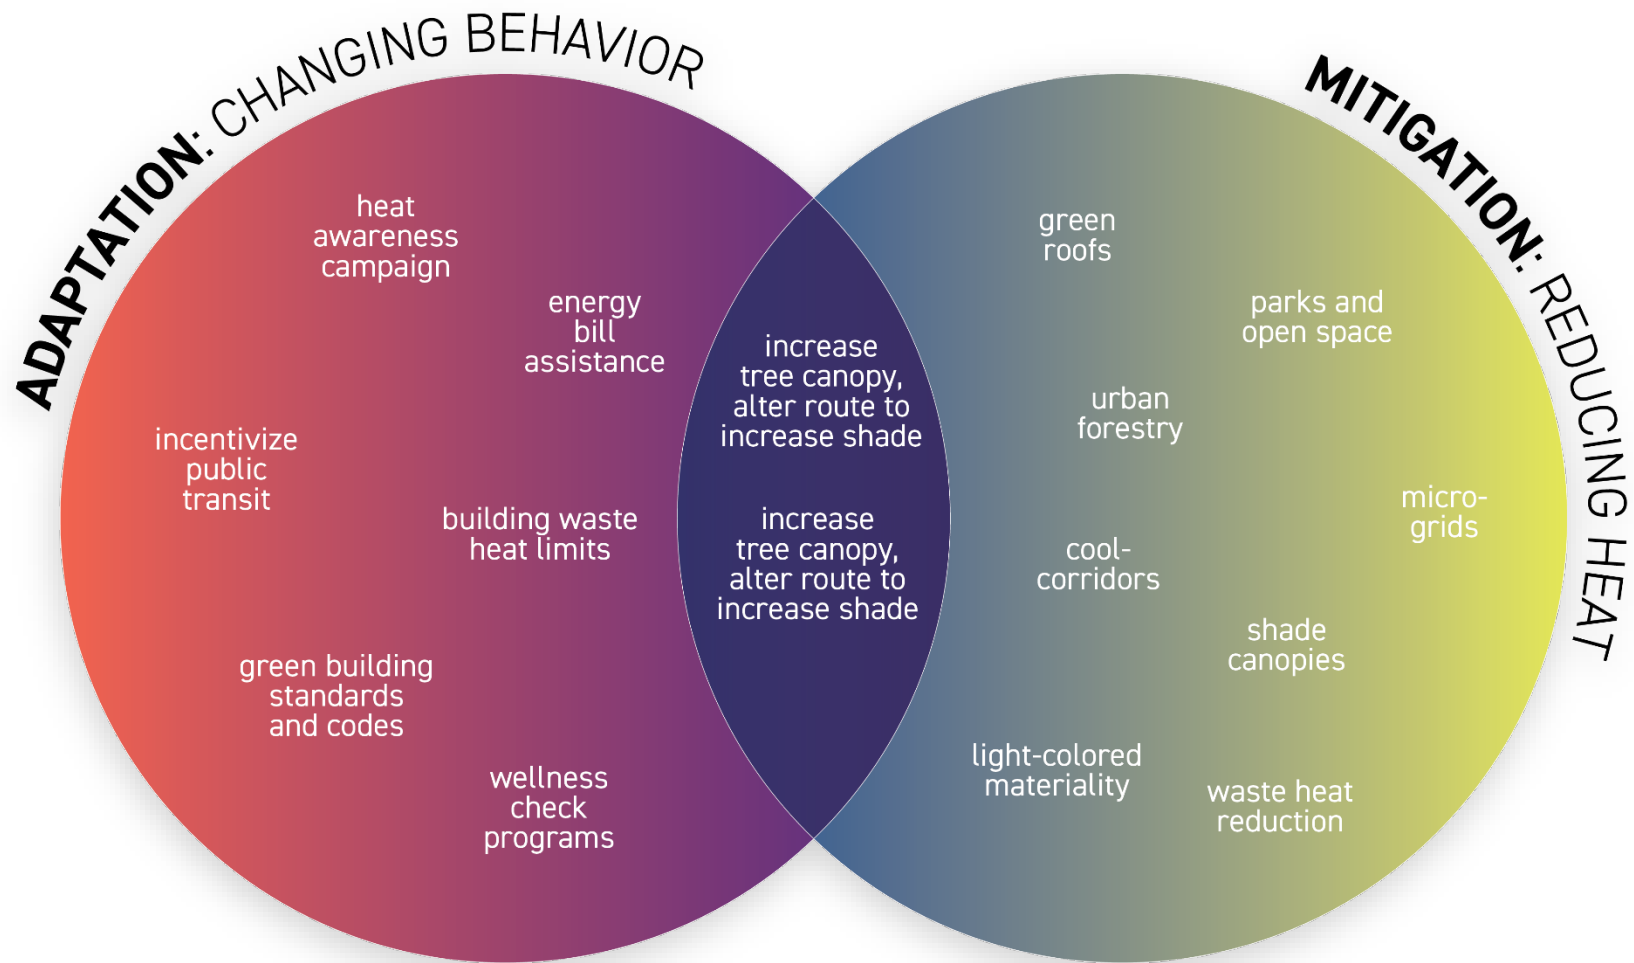 ADAPTATION: CHANGING BEHAVIOR
heat
awareness
campaign
energy
bill
assistance
incentivize
public
transit
building waste
heat limits
green building
standards
and codes
wellness
check
programs
increase
tree canopy,
alter route to
increase shade
increase
tree canopy,
alter route to
increase shade
MITIGATION: REDUCING HEAT
green
roofs
parks and
open space
urban
forestry
micro-
grids
cool-
corridors
shade
canopies
light-colored
materiality
waste heat
reduction